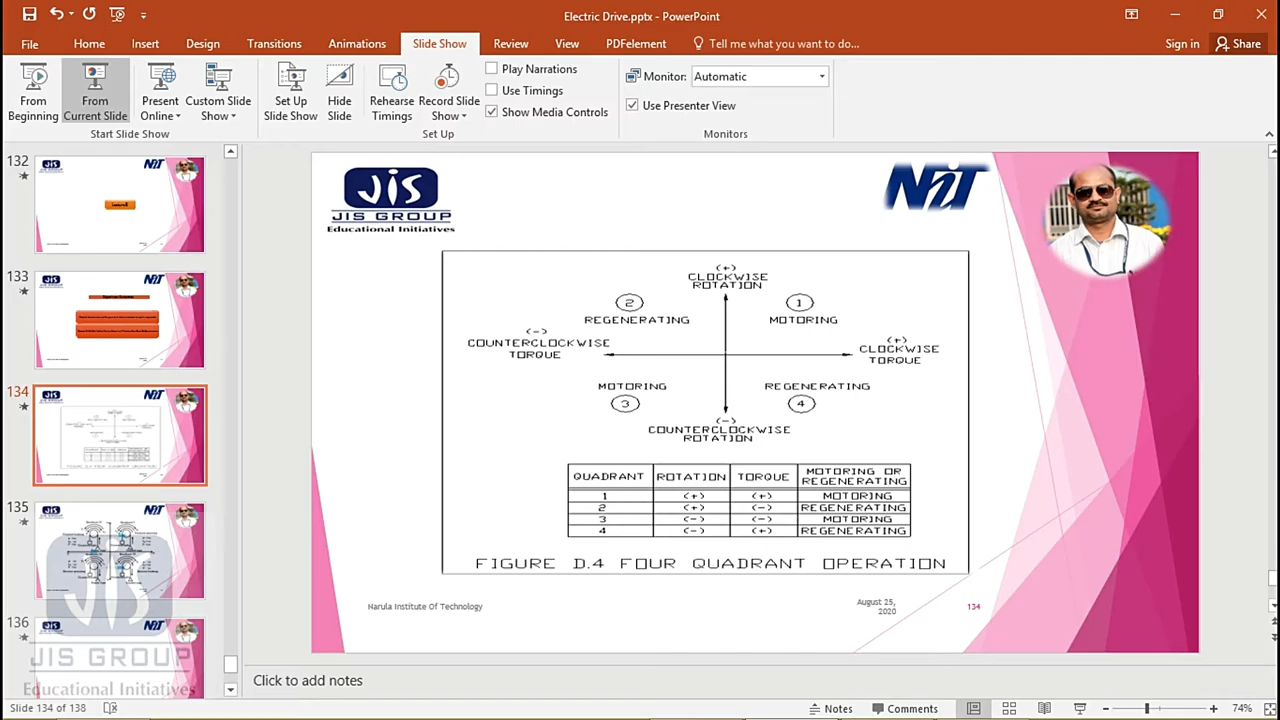 Electric Drive.pptx - PowerPoint
File Home Insert Design Transitions Animations Slide Show Review View PDFelement Tell me what you want to do... Sign in Share
From Beginning
From Current Slide
Present Online
Custom Slide Show
Set Up Slide Show
Hide Slide
Rehearse Timings
Record Slide Show
Play Narrations
Use Timings
Show Media Controls
Monitor: Automatic
Use Presenter View
Start Slide Show
Set Up
Monitors
132
133
134
135
136
JIS
JIS GROUP
Educational Initiatives
NiT
(+)
CLOCKWISE
ROTATION
2
REGENERATING
1
MOTORING
(-)
COUNTERCLOCKWISE
TORQUE
(+)
CLOCKWISE
TORQUE
MOTORING
3
REGENERATING
4
(-)
COUNTERCLOCKWISE
ROTATION
QUADRANT ROTATION TORQUE MOTORING OR REGENERATING
1 (+) (+) MOTORING
2 (+) (-) REGENERATING
3 (-) (-) MOTORING
4 (-) (+) REGENERATING
FIGURE D.4 FOUR QUADRANT OPERATION
Narula Institute Of Technology
August 25,
2020
134
JIS GROUP
Educational Initiatives
Click to add notes
Slide 134 of 138
Notes Comments 74%